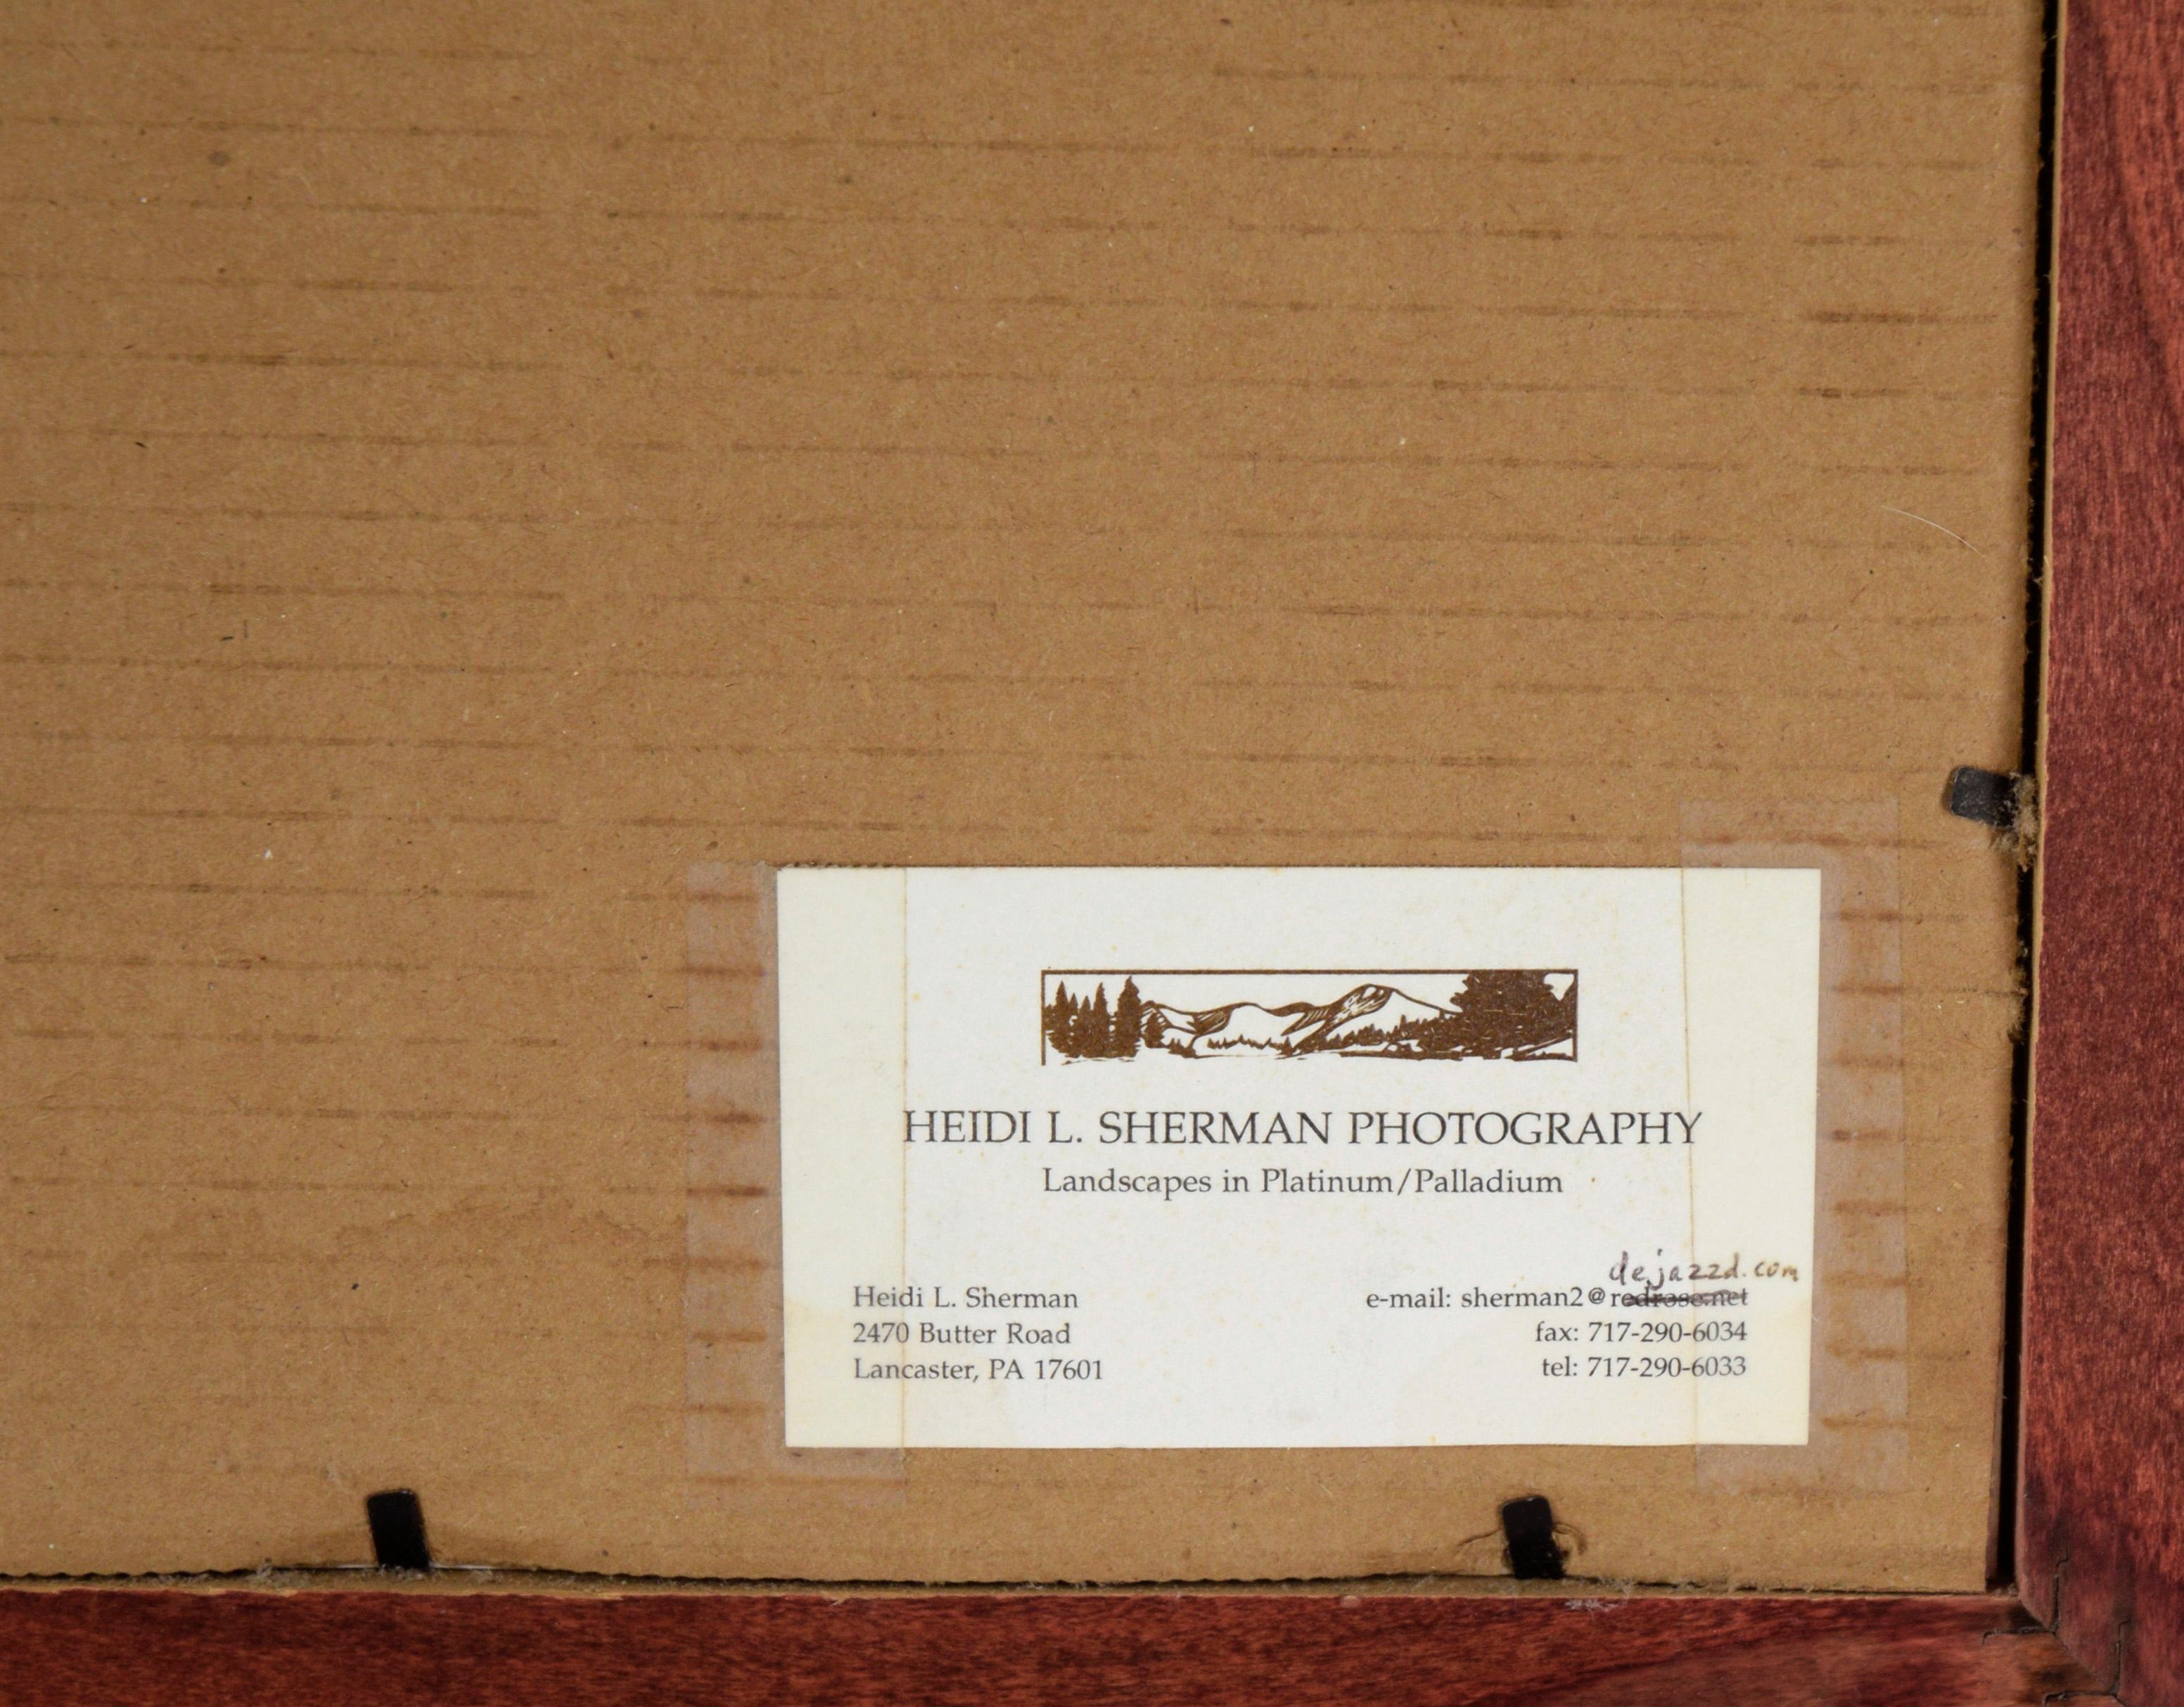 HEIDI L. SHERMAN PHOTOGRAPHY
Landscapes in Platinum/Palladium
Heidi L. Sherman
2470 Butter Road
Lancaster, PA 17601
dejazzd.com
e-mail: sherman2@redrose.net
fax: 717-290-6034
tel: 717-290-6033